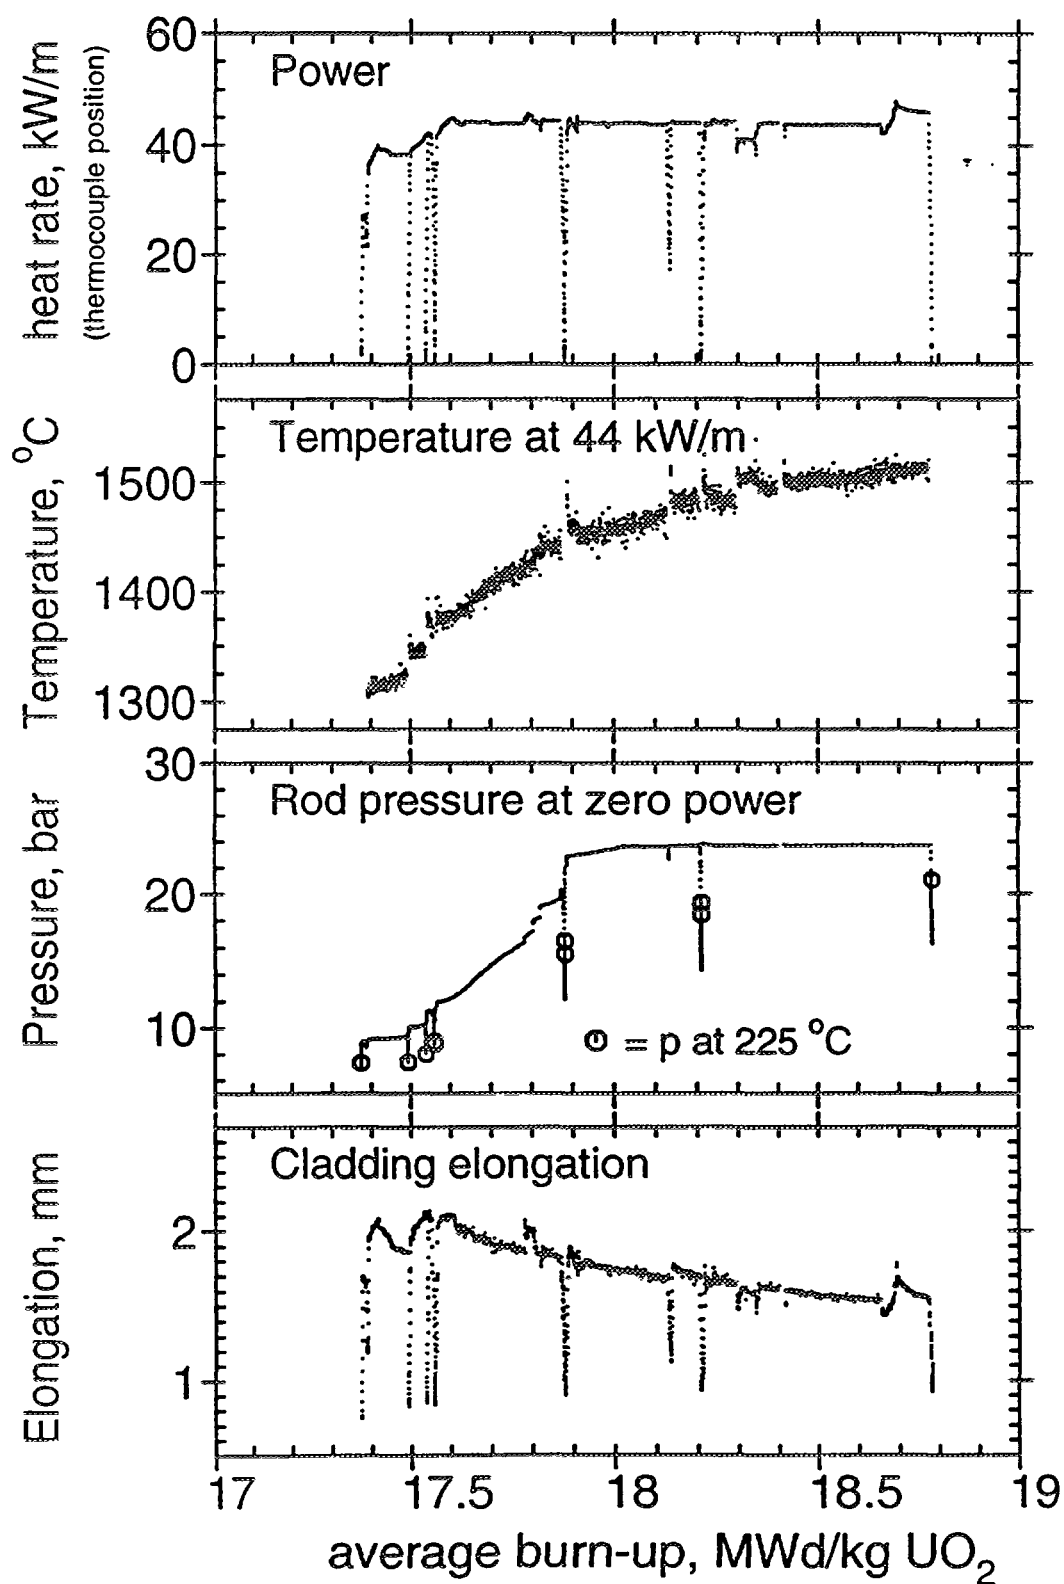 60
40
20
0
heat rate, kW/m
(thermocouple position)
Power
1500
1400
1300
Temperature, °C
Temperature at 44 kW/m
30
20
10
Pressure, bar
Rod pressure at zero power
= p at 225 °C
2
1
Elongation, mm
Cladding elongation
17 17.5 18 18.5 19
average burn-up, MWd/kg UO₂